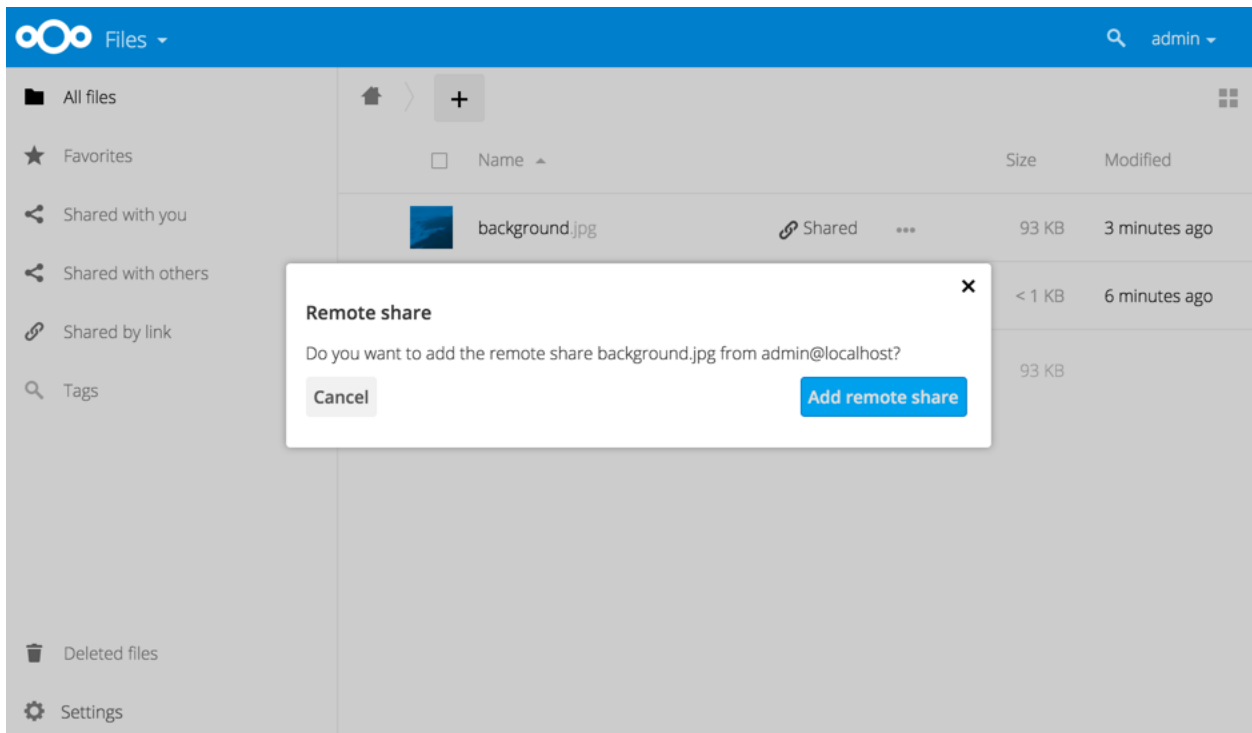 Files
admin
All files
Favorites
Shared with you
Shared with others
Shared by link
Tags
Deleted files
Settings
+
Name Size Modified
background.jpg Shared ... 93 KB 3 minutes ago
< 1 KB 6 minutes ago
93 KB
Remote share
Do you want to add the remote share background.jpg from admin@localhost?
Cancel Add remote share